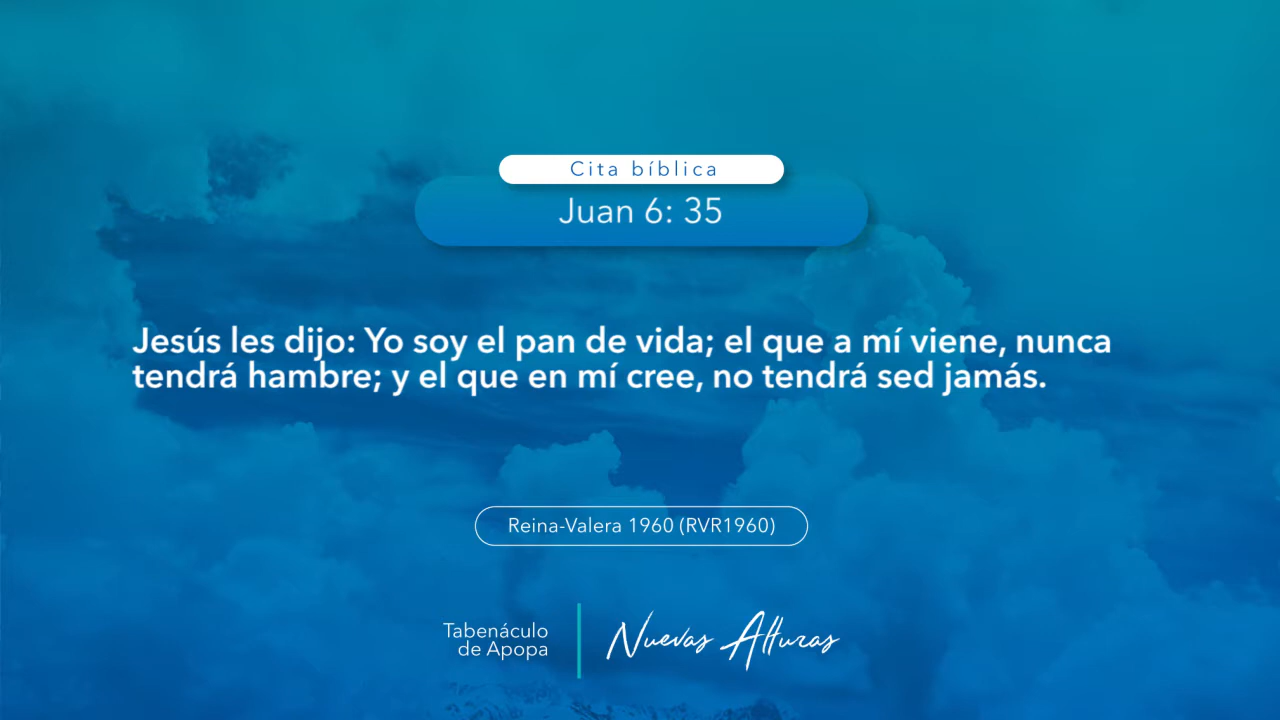 Cita bíblica
Juan 6: 35
Jesús les dijo: Yo soy el pan de vida; el que a mí viene, nunca
tendrá hambre; y el que en mí cree, no tendrá sed jamás.
Reina-Valera 1960 (RVR1960)
Tabenáculo
de Apopa
Nuevas Alturas